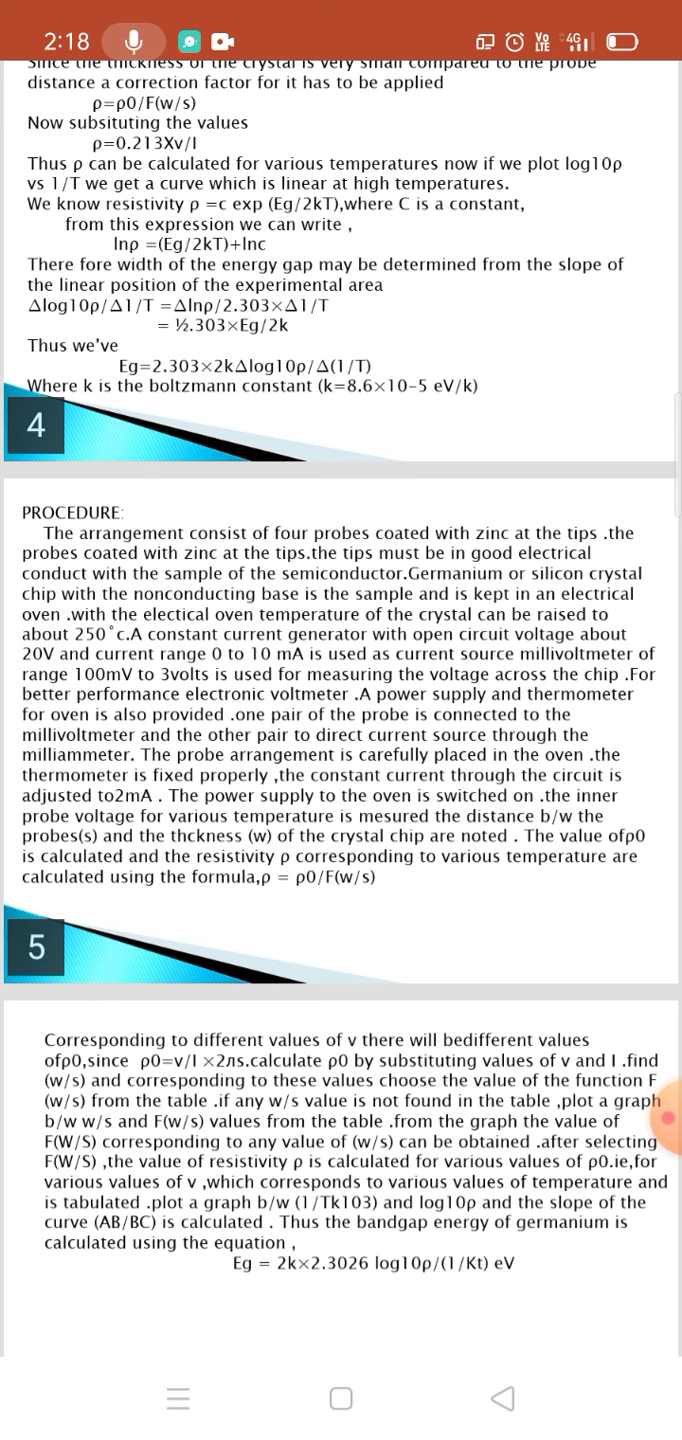 2:18
Vo LTE 4G
Since the thickness of the crystal is very small compared to the probe
distance a correction factor for it has to be applied
ρ=ρ0/F(w/s)
Now subsituting the values
ρ=0.213Xv/I
Thus ρ can be calculated for various temperatures now if we plot log10ρ
vs 1/T we get a curve which is linear at high temperatures.
We know resistivity ρ =c exp (Eg/2kT),where C is a constant,
from this expression we can write ,
lnρ =(Eg/2kT)+lnc
There fore width of the energy gap may be determined from the slope of
the linear position of the experimental area
Δlog10ρ/Δ1/T =Δlnρ/2.303×Δ1/T
= ½.303×Eg/2k
Thus we've
Eg=2.303×2kΔlog10ρ/Δ(1/T)
Where k is the boltzmann constant (k=8.6×10-5 eV/k)
4
PROCEDURE:
The arrangement consist of four probes coated with zinc at the tips .the
probes coated with zinc at the tips.the tips must be in good electrical
conduct with the sample of the semiconductor.Germanium or silicon crystal
chip with the nonconducting base is the sample and is kept in an electrical
oven .with the electical oven temperature of the crystal can be raised to
about 250°c.A constant current generator with open circuit voltage about
20V and current range 0 to 10 mA is used as current source millivoltmeter of
range 100mV to 3volts is used for measuring the voltage across the chip .For
better performance electronic voltmeter .A power supply and thermometer
for oven is also provided .one pair of the probe is connected to the
millivoltmeter and the other pair to direct current source through the
milliammeter. The probe arrangement is carefully placed in the oven .the
thermometer is fixed properly ,the constant current through the circuit is
adjusted to2mA . The power supply to the oven is switched on .the inner
probe voltage for various temperature is mesured the distance b/w the
probes(s) and the thckness (w) of the crystal chip are noted . The value ofρ0
is calculated and the resistivity ρ corresponding to various temperature are
calculated using the formula,ρ = ρ0/F(w/s)
5
Corresponding to different values of v there will bedifferent values
ofρ0,since ρ0=v/I ×2лs.calculate ρ0 by substituting values of v and I .find
(w/s) and corresponding to these values choose the value of the function F
(w/s) from the table .if any w/s value is not found in the table ,plot a graph
b/w w/s and F(w/s) values from the table .from the graph the value of
F(W/S) corresponding to any value of (w/s) can be obtained .after selecting
F(W/S) ,the value of resistivity ρ is calculated for various values of ρ0.ie,for
various values of v ,which corresponds to various values of temperature and
is tabulated .plot a graph b/w (1/Tk103) and log10ρ and the slope of the
curve (AB/BC) is calculated . Thus the bandgap energy of germanium is
calculated using the equation ,
Eg = 2k×2.3026 log10ρ/(1/Kt) eV